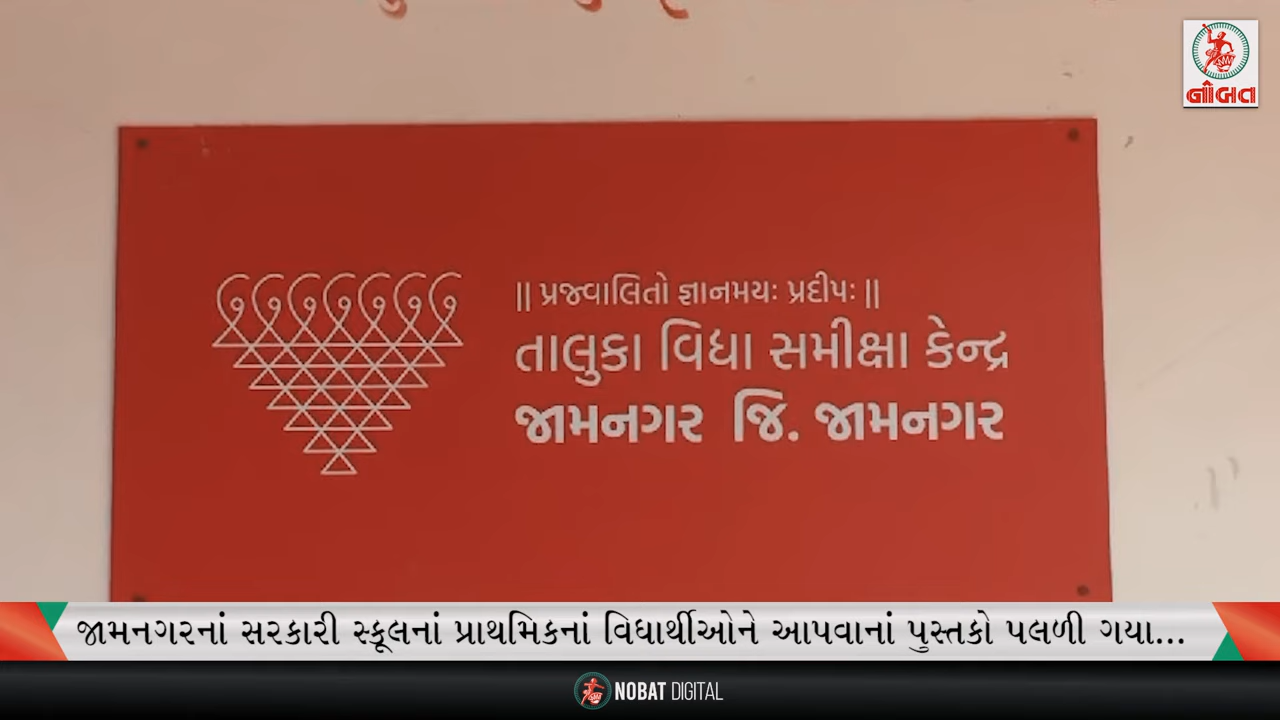 નોબત
|| પ્રજ્વાલિતો જ્ઞાનમયઃ પ્રદીપઃ ||
તાલુકા વિદ્યા સમીક્ષા કેન્દ્ર
જામનગર જિ. જામનગર
જામનગરનાં સરકારી સ્કૂલનાં પ્રાથમિકનાં વિદ્યાર્થીઓને આપવાનાં પુસ્તકો પલળી ગયા...
NOBAT DIGITAL